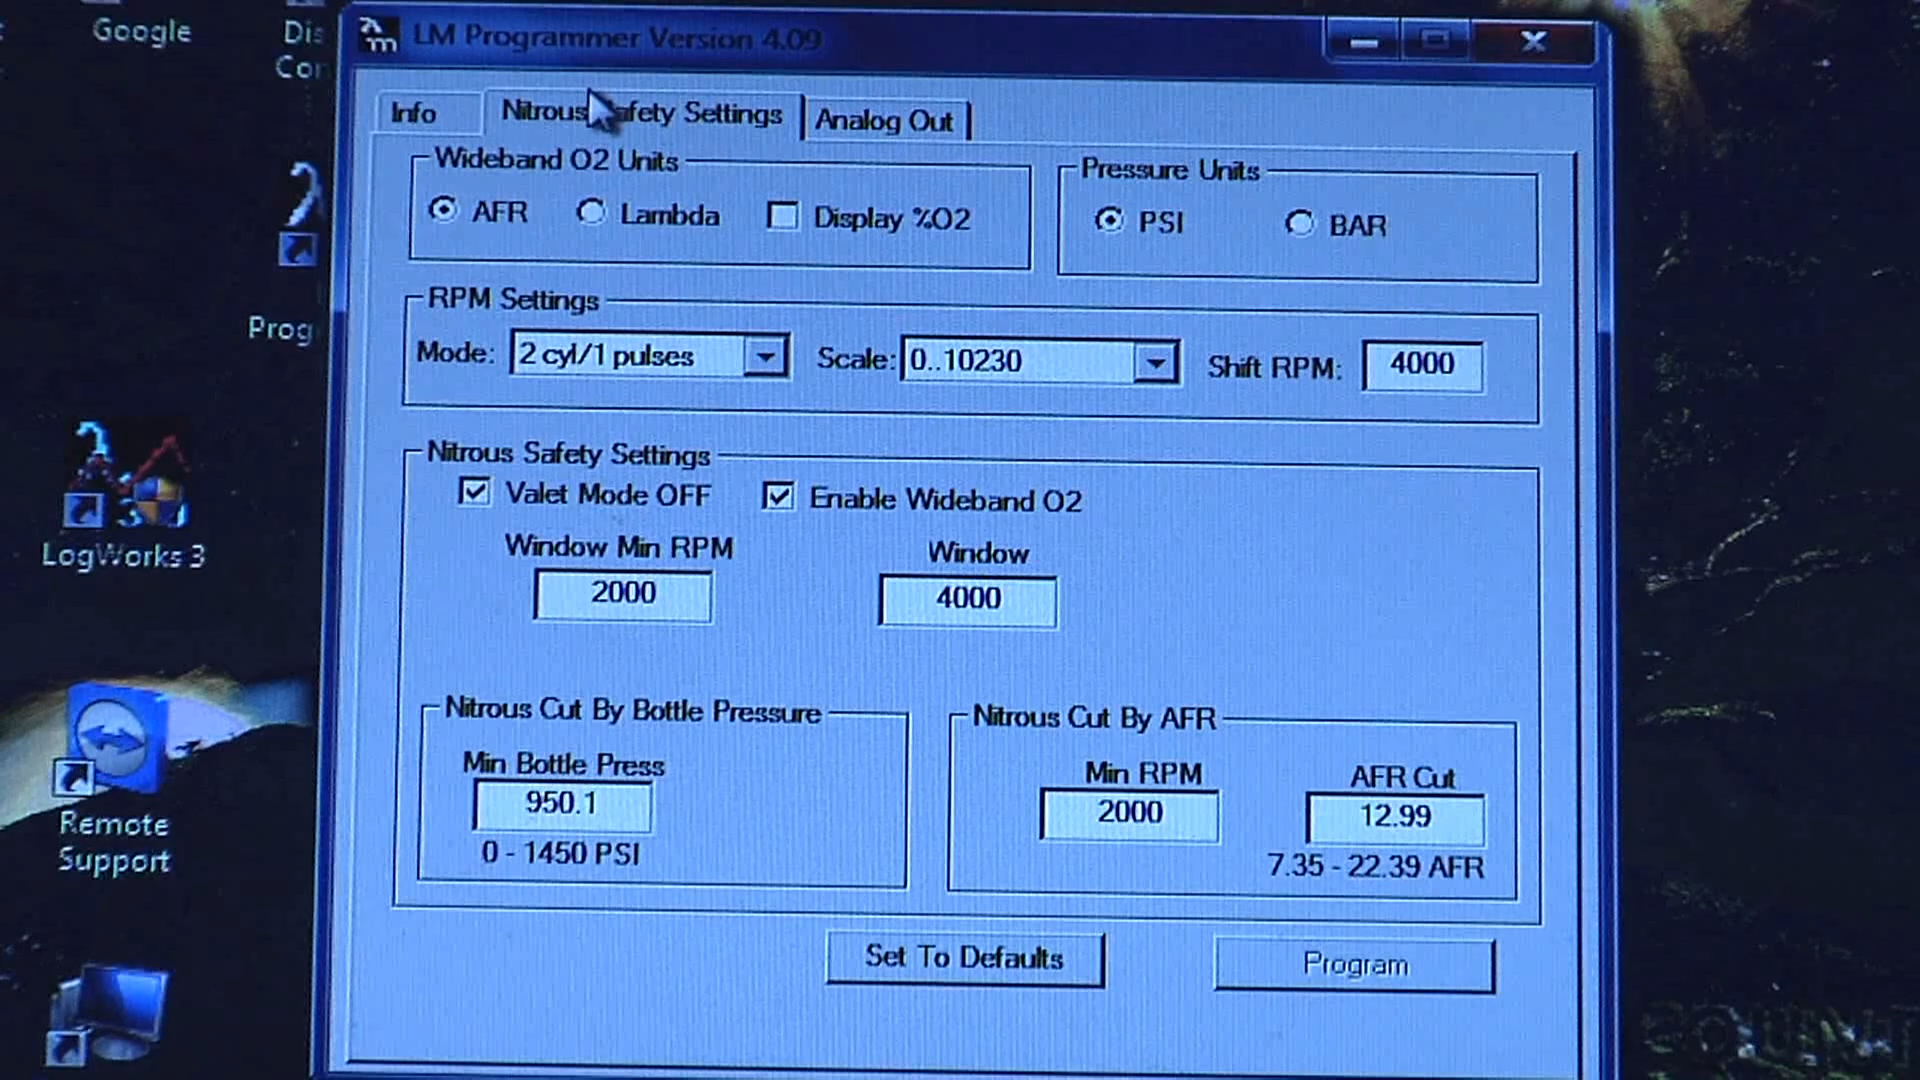 Google
Dis
Con
Prog
LogWorks 3
Remote
Support
LM Programmer Version 4.09
Info
Nitrous Safety Settings
Analog Out
Wideband O2 Units
AFR
Lambda
Display %O2
Pressure Units
PSI
BAR
RPM Settings
Mode: 2 cyl/1 pulses
Scale: 0..10230
Shift RPM: 4000
Nitrous Safety Settings
Valet Mode OFF
Enable Wideband O2
Window Min RPM
2000
Window
4000
Nitrous Cut By Bottle Pressure
Min Bottle Press
950.1
0 - 1450 PSI
Nitrous Cut By AFR
Min RPM
2000
AFR Cut
12.99
7.35 - 22.39 AFR
Set To Defaults
Program